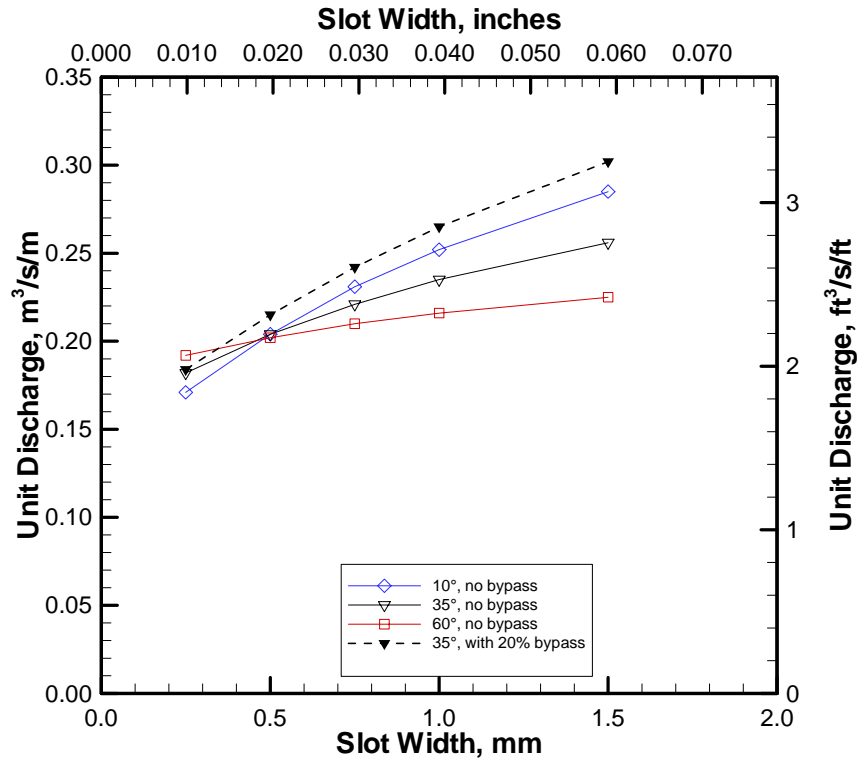 Slot Width, inches
0.000 0.010 0.020 0.030 0.040 0.050 0.060 0.070
0.35
0.30
0.25
0.20
0.15
0.10
0.05
0.00
Unit Discharge, m³/s/m
3
2
1
0
Unit Discharge, ft³/s/ft
10°, no bypass
35°, no bypass
60°, no bypass
35°, with 20% bypass
0.0 0.5 1.0 1.5 2.0
Slot Width, mm